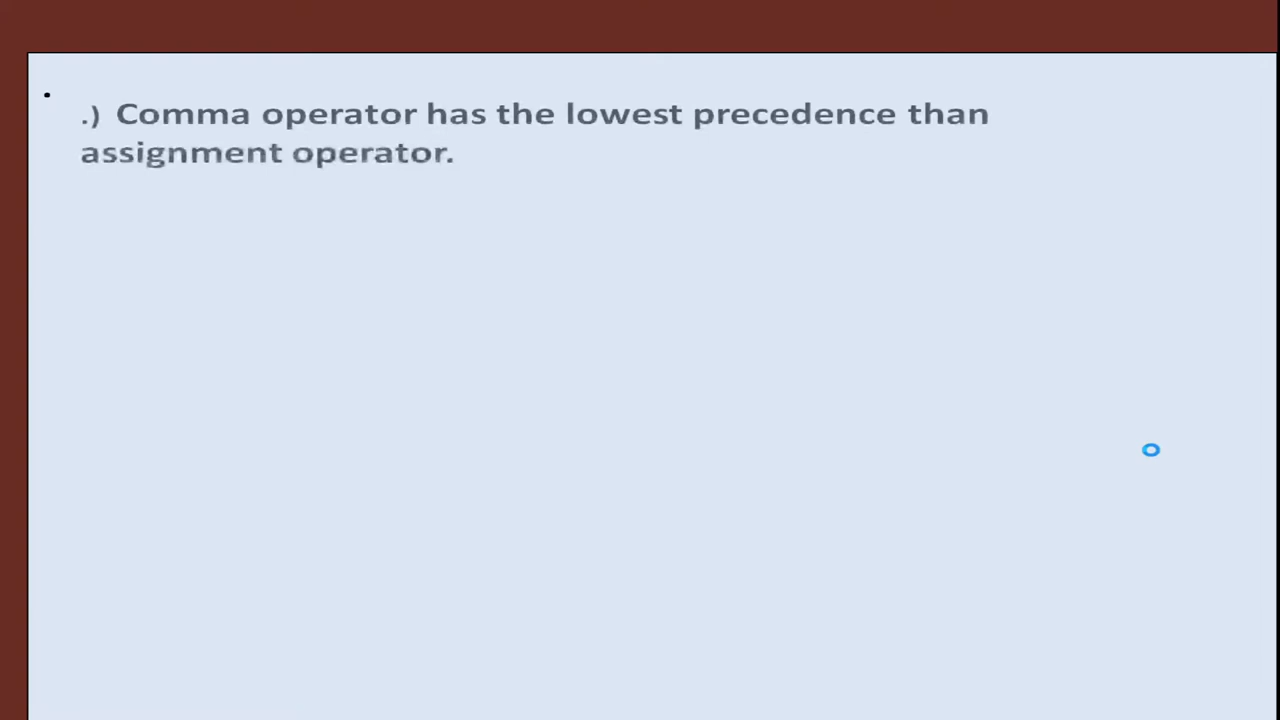 .) Comma operator has the lowest precedence than
assignment operator.